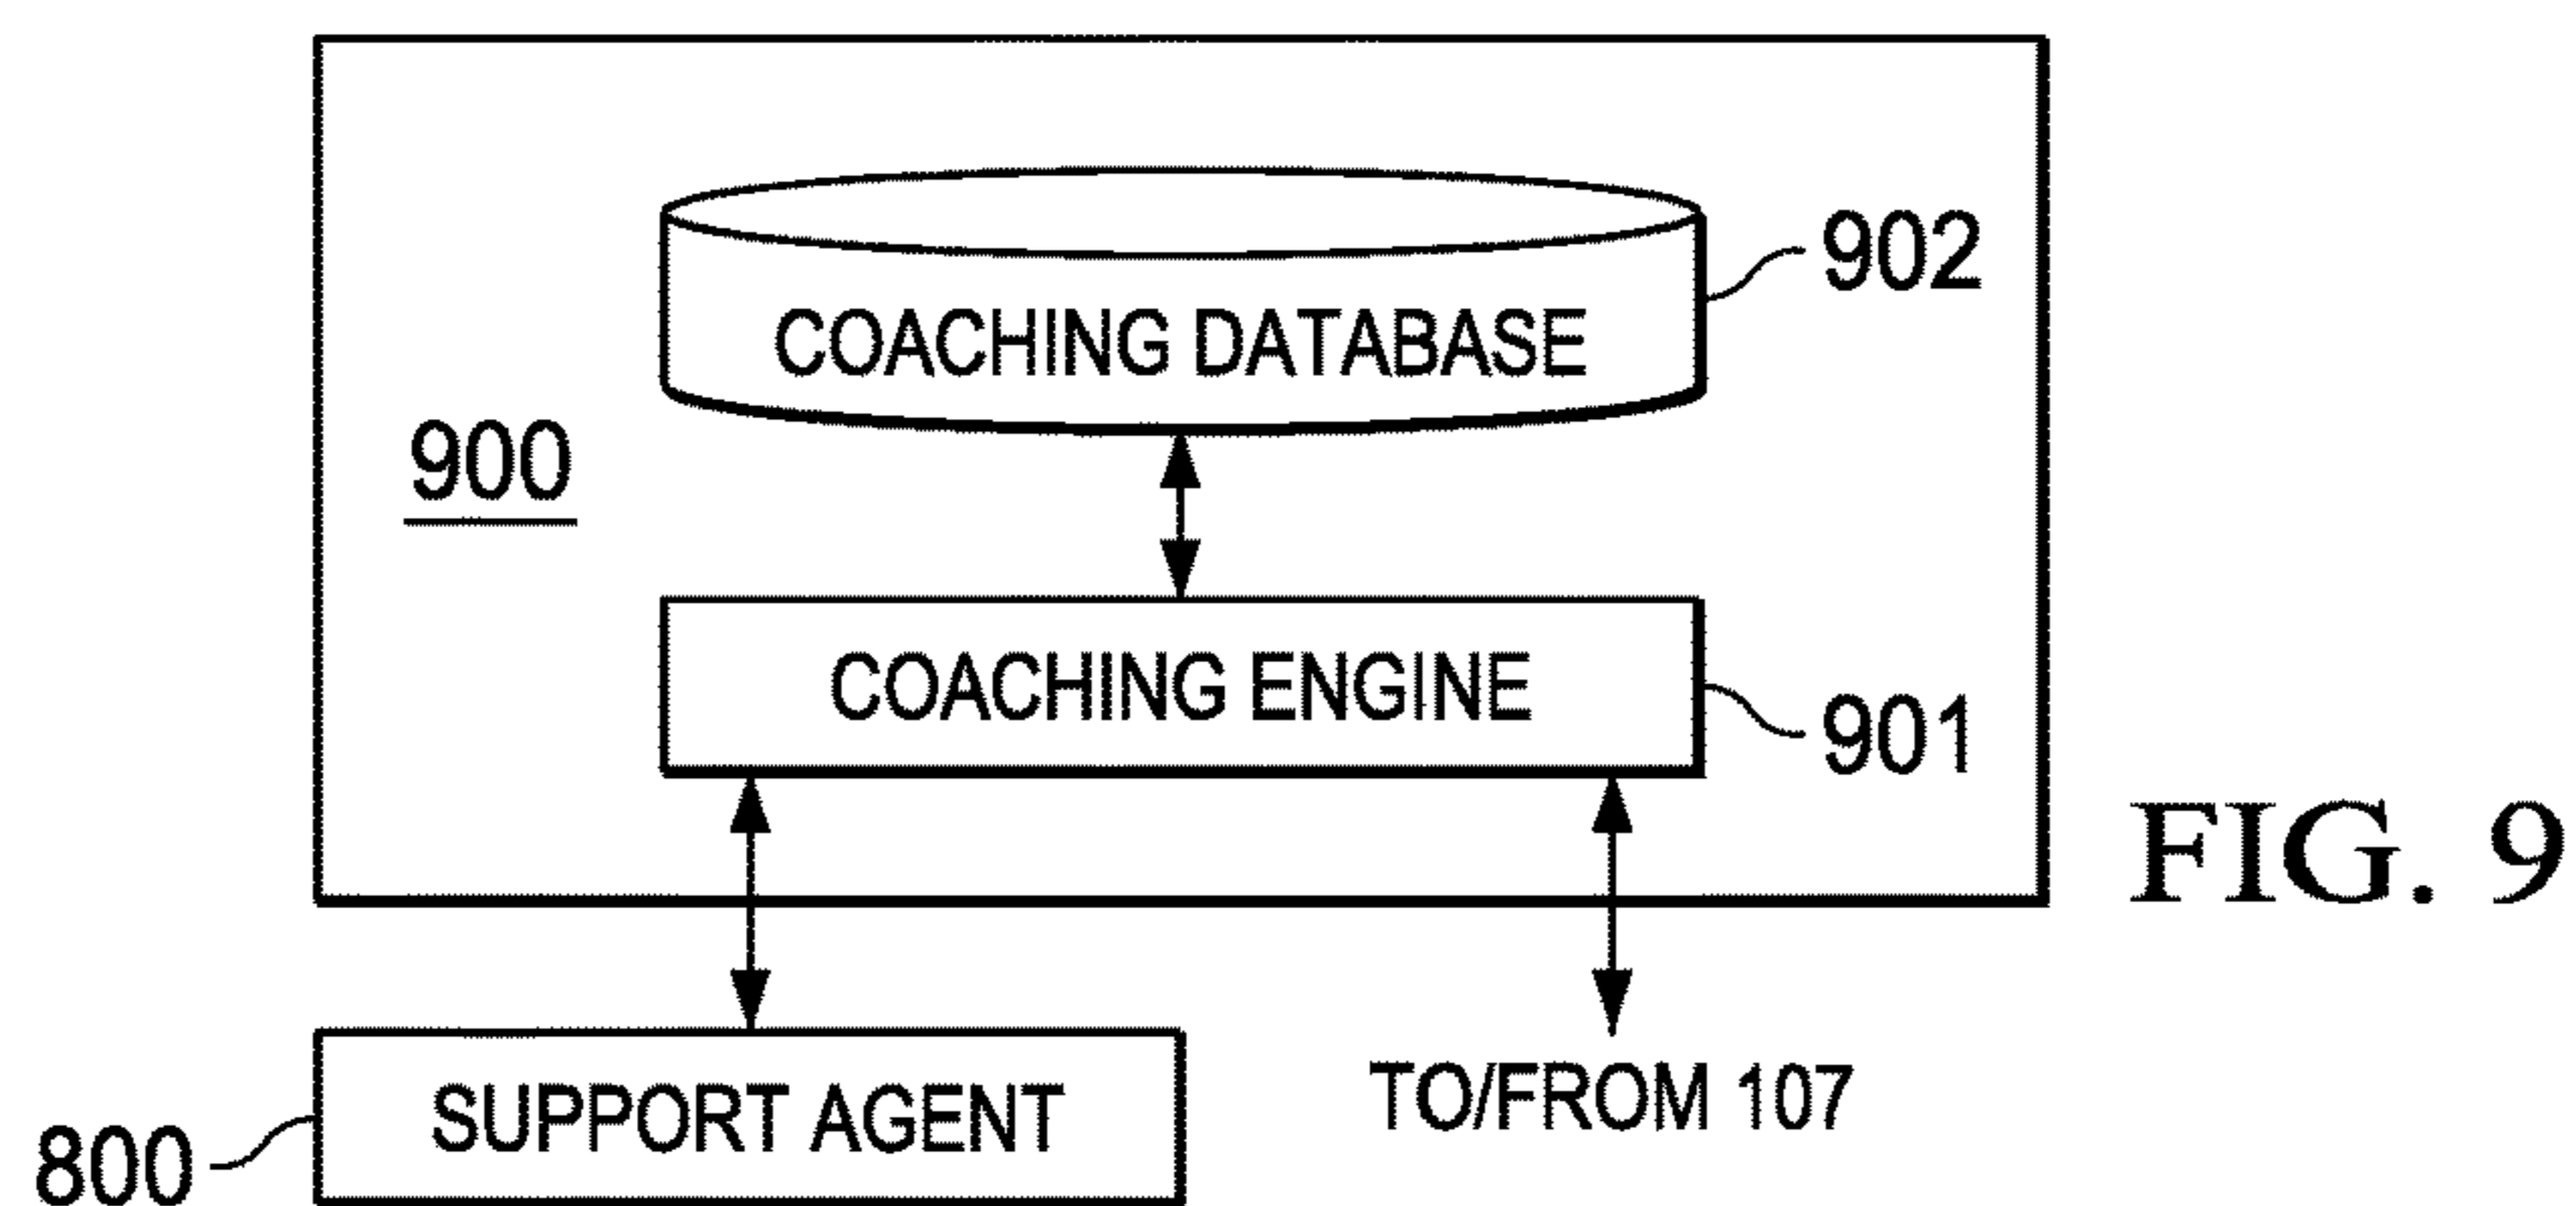 902
COACHING DATABASE
900
COACHING ENGINE
901
FIG. 9
SUPPORT AGENT
TO/FROM 107
800